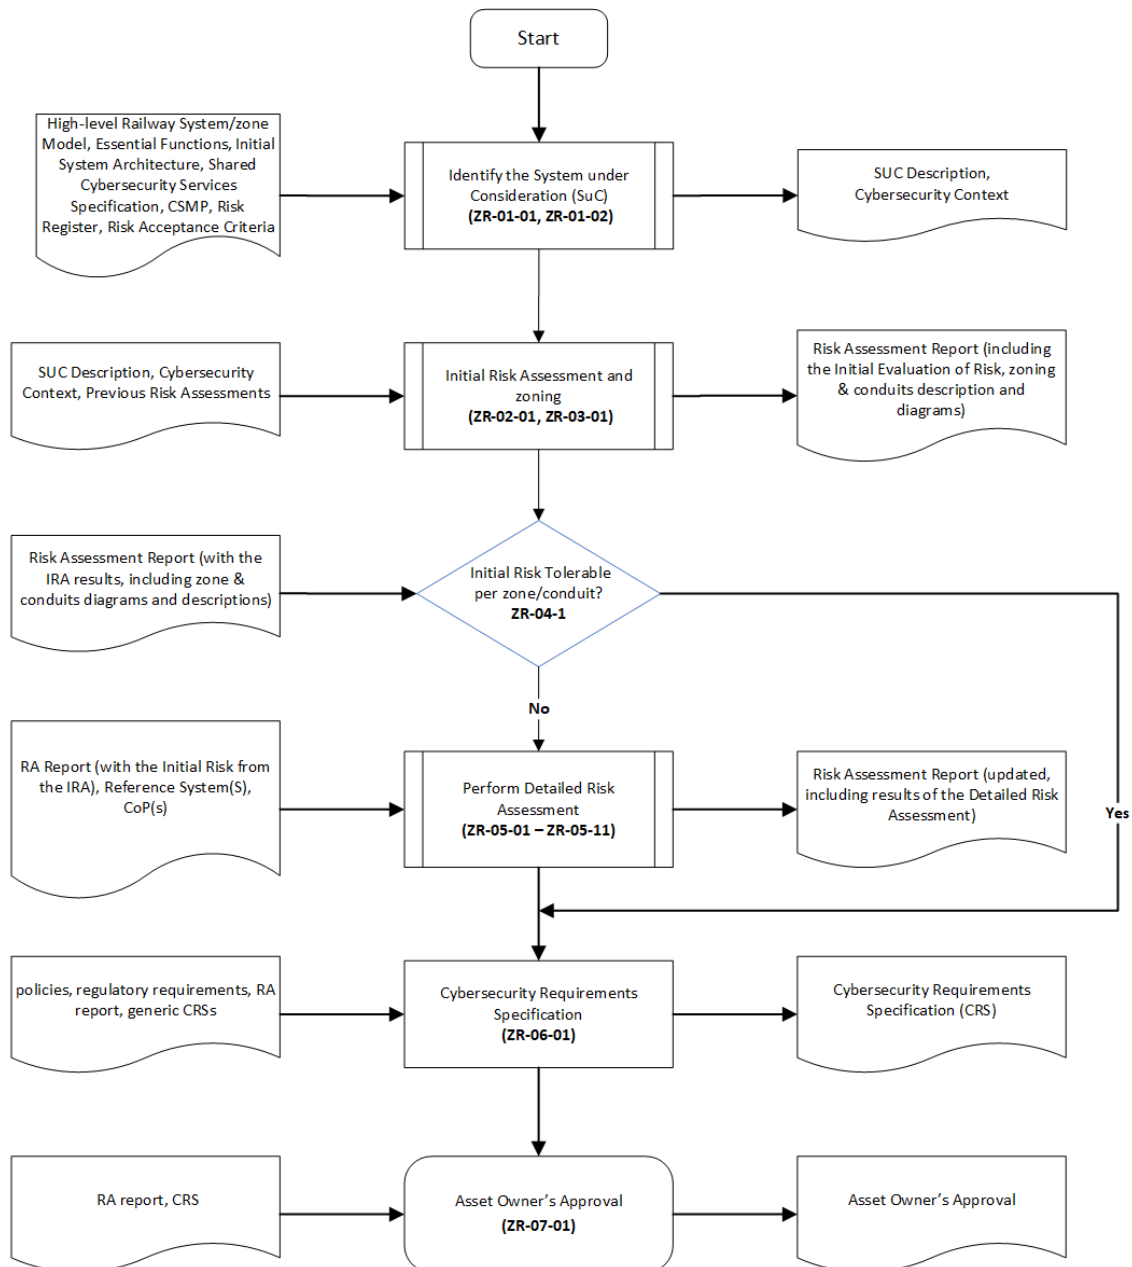 Start
High-level Railway System/zone
Model, Essential Functions, Initial
System Architecture, Shared
Cybersecurity Services
Specification, CSMP, Risk
Register, Risk Acceptance Criteria
Identify the System under
Consideration (SuC)
(ZR-01-01, ZR-01-02)
SUC Description,
Cybersecurity Context
SUC Description, Cybersecurity
Context, Previous Risk Assessments
Initial Risk Assessment and
zoning
(ZR-02-01, ZR-03-01)
Risk Assessment Report (including
the Initial Evaluation of Risk, zoning
& conduits description and
diagrams)
Risk Assessment Report (with the
IRA results, including zone &
conduits diagrams and descriptions)
Initial Risk Tolerable
per zone/conduit?
ZR-04-1
No
Yes
RA Report (with the Initial Risk from
the IRA), Reference System(S),
CoP(s)
Perform Detailed Risk
Assessment
(ZR-05-01 – ZR-05-11)
Risk Assessment Report (updated,
including results of the Detailed Risk
Assessment)
policies, regulatory requirements, RA
report, generic CRSs
Cybersecurity Requirements
Specification
(ZR-06-01)
Cybersecurity Requirements
Specification (CRS)
RA report, CRS
Asset Owner’s Approval
(ZR-07-01)
Asset Owner’s Approval